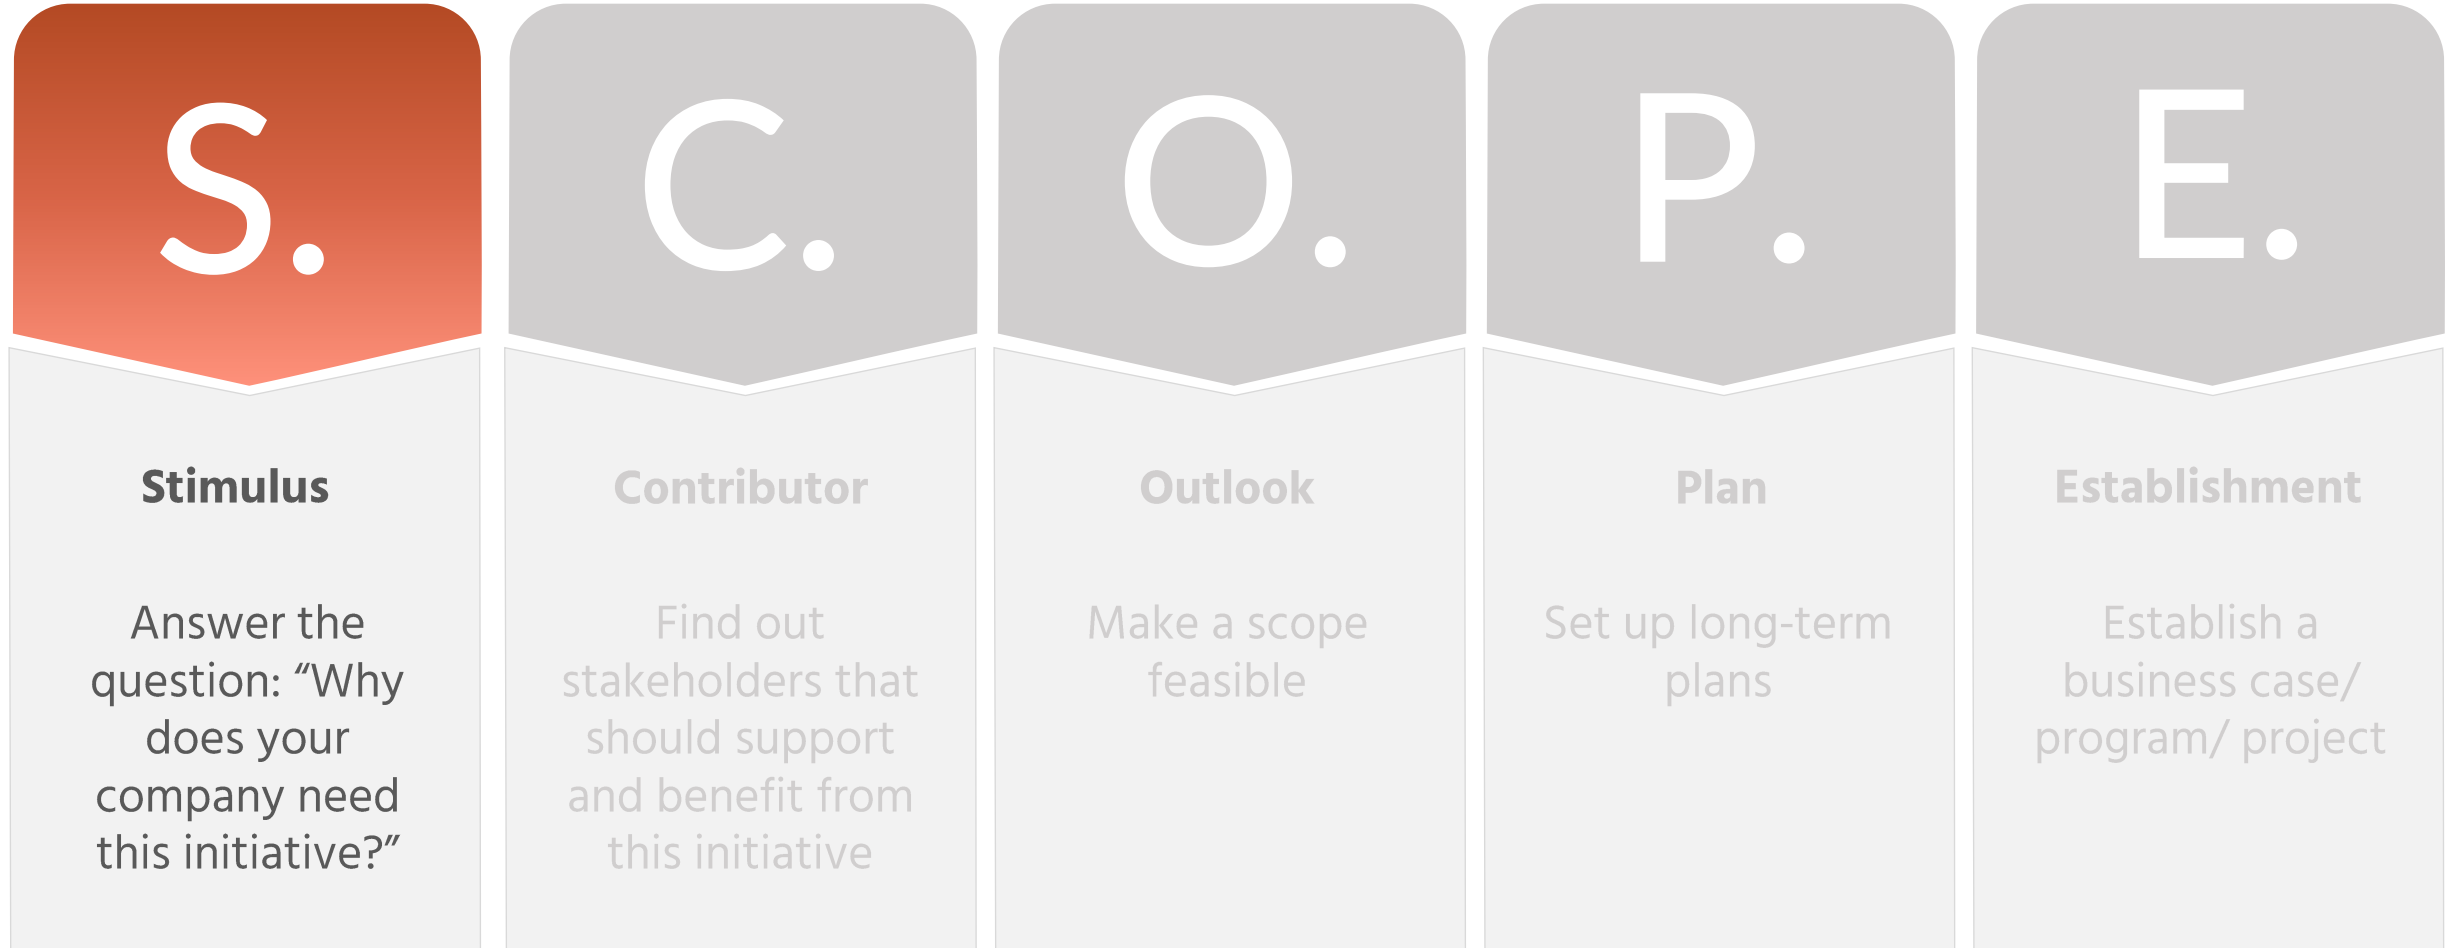 S.
Stimulus
Answer the
question: “Why
does your
company need
this initiative?”
C.
Contributor
Find out
stakeholders that
should support
and benefit from
this initiative
O.
Outlook
Make a scope
feasible
P.
Plan
Set up long-term
plans
E.
Establishment
Establish a
business case/
program/ project